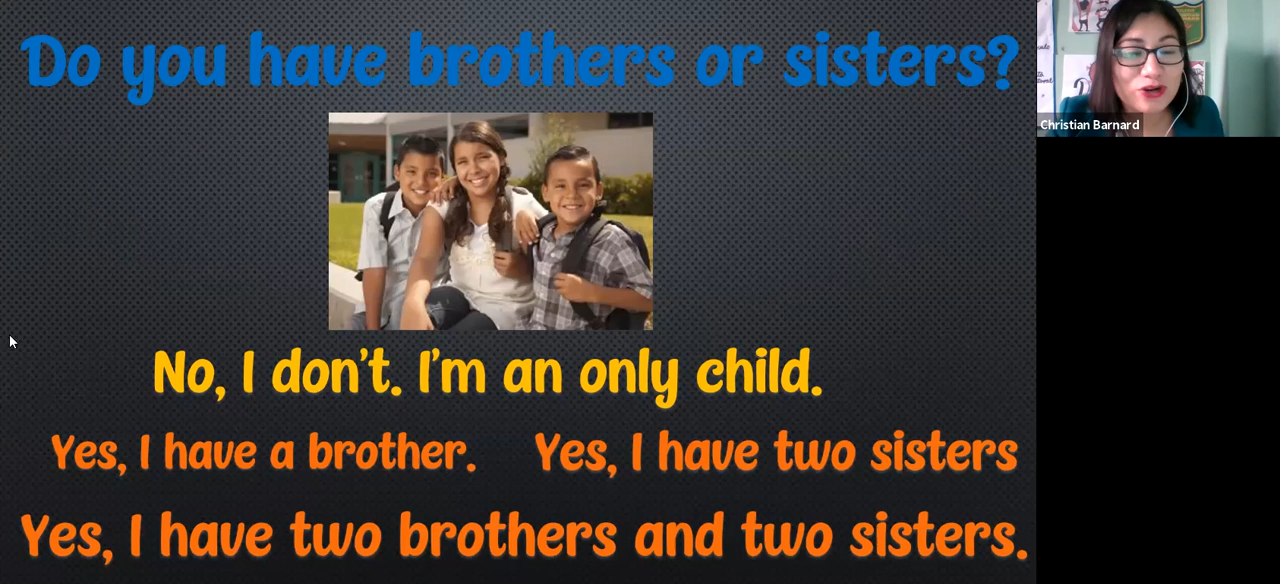 Do you have brothers or sisters?
Christian Barnard
No, I don't. I'm an only child.
Yes, I have a brother.
Yes, I have two sisters
Yes, I have two brothers and two sisters.